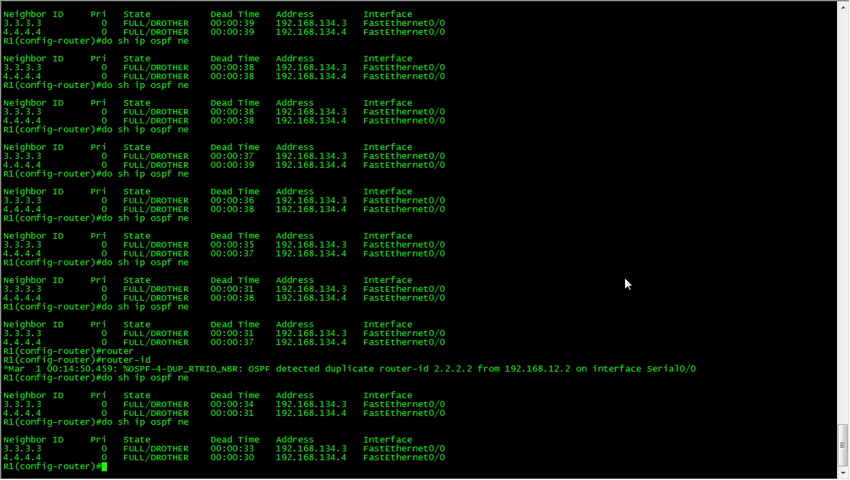 Neighbor ID     Pri   State           Dead Time   Address         Interface
3.3.3.3           0   FULL/DROTHER    00:00:39    192.168.134.3   FastEthernet0/0
4.4.4.4           0   FULL/DROTHER    00:00:39    192.168.134.4   FastEthernet0/0
R1(config-router)#do sh ip ospf ne
Neighbor ID     Pri   State           Dead Time   Address         Interface
3.3.3.3           0   FULL/DROTHER    00:00:38    192.168.134.3   FastEthernet0/0
4.4.4.4           0   FULL/DROTHER    00:00:38    192.168.134.4   FastEthernet0/0
R1(config-router)#do sh ip ospf ne
Neighbor ID     Pri   State           Dead Time   Address         Interface
3.3.3.3           0   FULL/DROTHER    00:00:38    192.168.134.3   FastEthernet0/0
4.4.4.4           0   FULL/DROTHER    00:00:38    192.168.134.4   FastEthernet0/0
R1(config-router)#do sh ip ospf ne
Neighbor ID     Pri   State           Dead Time   Address         Interface
3.3.3.3           0   FULL/DROTHER    00:00:37    192.168.134.3   FastEthernet0/0
4.4.4.4           0   FULL/DROTHER    00:00:39    192.168.134.4   FastEthernet0/0
R1(config-router)#do sh ip ospf ne
Neighbor ID     Pri   State           Dead Time   Address         Interface
3.3.3.3           0   FULL/DROTHER    00:00:36    192.168.134.3   FastEthernet0/0
4.4.4.4           0   FULL/DROTHER    00:00:38    192.168.134.4   FastEthernet0/0
R1(config-router)#do sh ip ospf ne
Neighbor ID     Pri   State           Dead Time   Address         Interface
3.3.3.3           0   FULL/DROTHER    00:00:35    192.168.134.3   FastEthernet0/0
4.4.4.4           0   FULL/DROTHER    00:00:37    192.168.134.4   FastEthernet0/0
R1(config-router)#do sh ip ospf ne
Neighbor ID     Pri   State           Dead Time   Address         Interface
3.3.3.3           0   FULL/DROTHER    00:00:31    192.168.134.3   FastEthernet0/0
4.4.4.4           0   FULL/DROTHER    00:00:38    192.168.134.4   FastEthernet0/0
R1(config-router)#do sh ip ospf ne
Neighbor ID     Pri   State           Dead Time   Address         Interface
3.3.3.3           0   FULL/DROTHER    00:00:31    192.168.134.3   FastEthernet0/0
4.4.4.4           0   FULL/DROTHER    00:00:37    192.168.134.4   FastEthernet0/0
R1(config-router)#router
R1(config-router)#router-id
*Mar  1 00:14:50.459: %OSPF-4-DUP_RTRID_NBR: OSPF detected duplicate router-id 2.2.2.2 from 192.168.12.2 on interface Serial0/0
R1(config-router)#do sh ip ospf ne
Neighbor ID     Pri   State           Dead Time   Address         Interface
3.3.3.3           0   FULL/DROTHER    00:00:34    192.168.134.3   FastEthernet0/0
4.4.4.4           0   FULL/DROTHER    00:00:31    192.168.134.4   FastEthernet0/0
R1(config-router)#do sh ip ospf ne
Neighbor ID     Pri   State           Dead Time   Address         Interface
3.3.3.3           0   FULL/DROTHER    00:00:33    192.168.134.3   FastEthernet0/0
4.4.4.4           0   FULL/DROTHER    00:00:30    192.168.134.4   FastEthernet0/0
R1(config-router)#